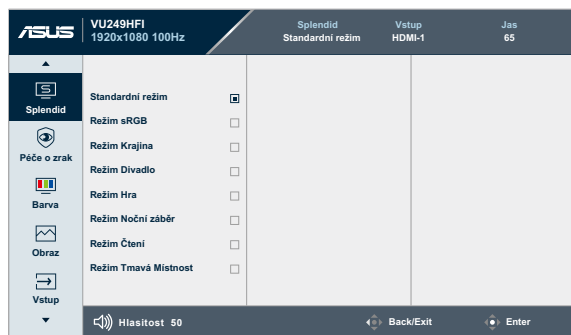 ASUS
VU249HFI
1920x1080 100Hz
Splendid
Standardní režim
Vstup
HDMI-1
Jas
65
Splendid
Péče o zrak
Barva
Obraz
Vstup
Standardní režim
Režim sRGB
Režim Krajina
Režim Divadlo
Režim Hra
Režim Noční záběr
Režim Čtení
Režim Tmavá Místnost
Hlasitost 50
Back/Exit
Enter